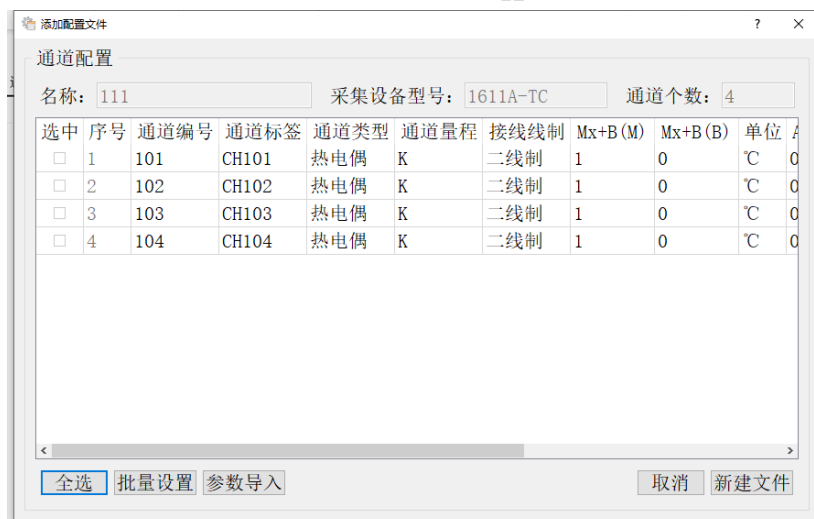 添加配置文件 ? ×
通道配置
名称: 111 采集设备型号: 1611A-TC 通道个数: 4
选中 序号 通道编号 通道标签 通道类型 通道量程 接线线制 Mx+B(M) Mx+B(B) 单位
1 101 CH101 热电偶 K 二线制 1 0 ℃ 0
2 102 CH102 热电偶 K 二线制 1 0 ℃ 0
3 103 CH103 热电偶 K 二线制 1 0 ℃ 0
4 104 CH104 热电偶 K 二线制 1 0 ℃ 0
全选 批量设置 参数导入 取消 新建文件